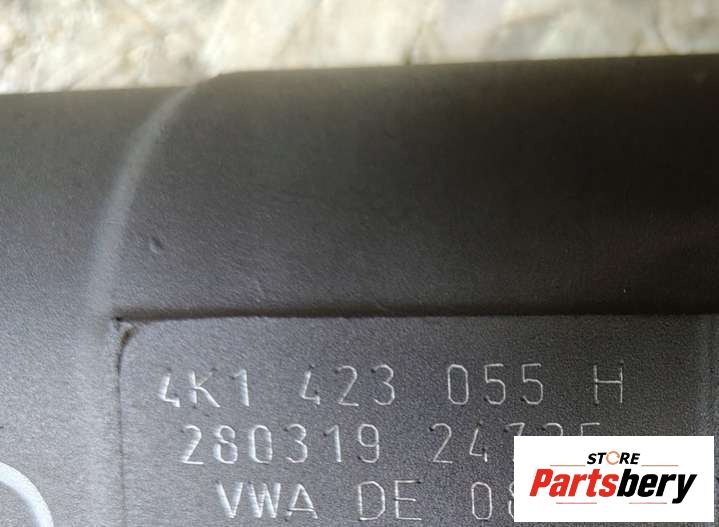 4K1 423 055 H
280319
VWA DE
STORE
Partsbery